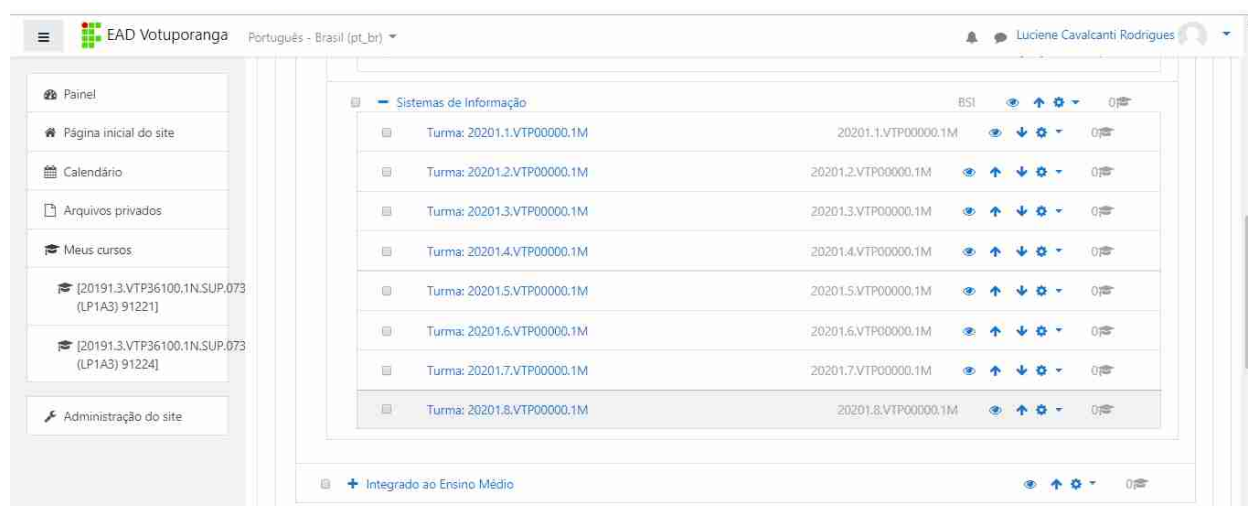 EAD Votuporanga Português - Brasil (pt_br) Luciene Cavalcanti Rodrigues
Painel
Página inicial do site
Calendário
Arquivos privados
Meus cursos
[20191.3.VTP36100.1N.SUP.073
(LP1A3) 91221]
[20191.3.VTP36100.1N.SUP.073
(LP1A3) 91224]
Administração do site
Sistemas de Informação BSI 0
Turma: 20201.1.VTP00000.1M 20201.1.VTP00000.1M 0
Turma: 20201.2.VTP00000.1M 20201.2.VTP00000.1M 0
Turma: 20201.3.VTP00000.1M 20201.3.VTP00000.1M 0
Turma: 20201.4.VTP00000.1M 20201.4.VTP00000.1M 0
Turma: 20201.5.VTP00000.1M 20201.5.VTP00000.1M 0
Turma: 20201.6.VTP00000.1M 20201.6.VTP00000.1M 0
Turma: 20201.7.VTP00000.1M 20201.7.VTP00000.1M 0
Turma: 20201.8.VTP00000.1M 20201.8.VTP00000.1M 0
Integrado ao Ensino Médio 0